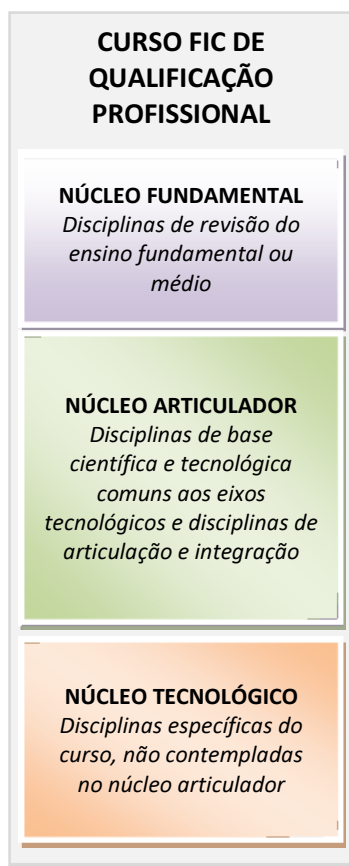 CURSO FIC DE
QUALIFICAÇÃO
PROFISSIONAL
NÚCLEO FUNDAMENTAL
Disciplinas de revisão do
ensino fundamental ou
médio
NÚCLEO ARTICULADOR
Disciplinas de base
científica e tecnológica
comuns aos eixos
tecnológicos e disciplinas de
articulação e integração
NÚCLEO TECNOLÓGICO
Disciplinas específicas do
curso, não contempladas
no núcleo articulador